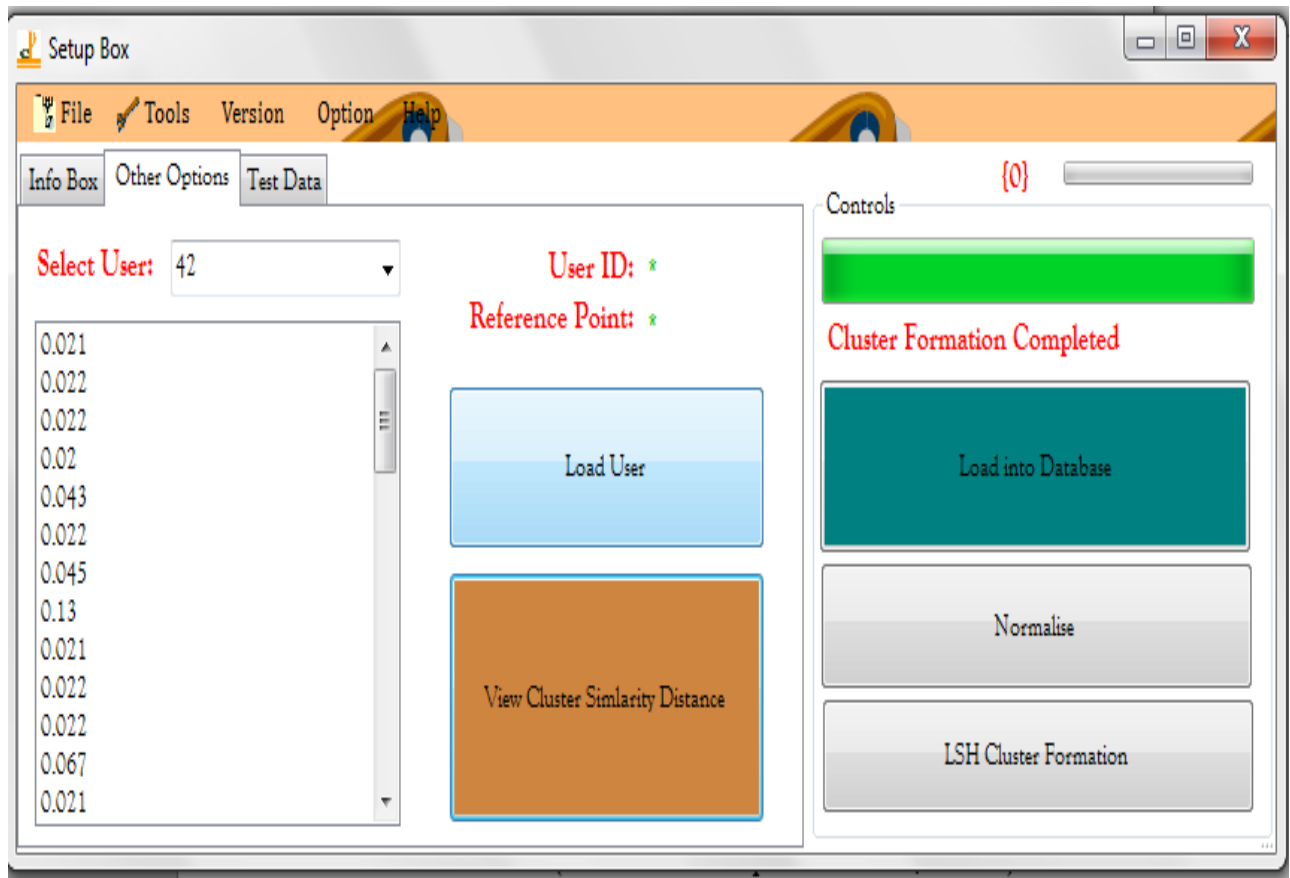 Setup Box
File Tools Version Option Help
Info Box Other Options Test Data
{0}
Controls
Select User: 42
User ID: *
Reference Point: *
Cluster Formation Completed
0.021
0.022
0.022
0.02
0.043
0.022
0.045
0.13
0.021
0.022
0.022
0.067
0.021
Load User
View Cluster Simlarity Distance
Load into Database
Normalise
LSH Cluster Formation